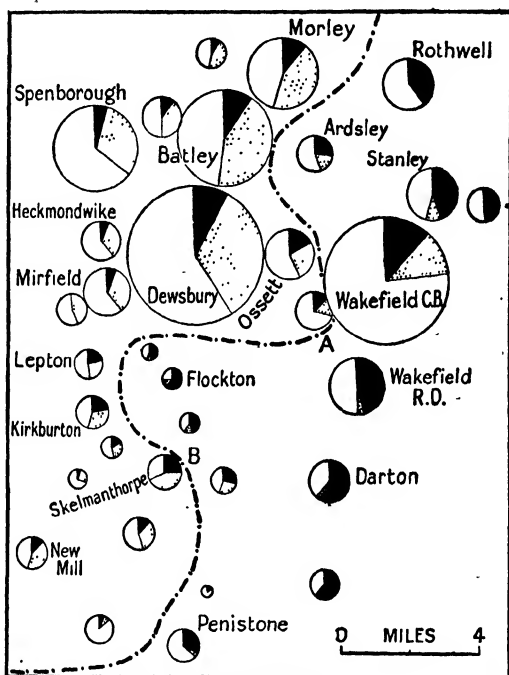 Morley
Rothwell
Spenborough
Ardsley
Batley
Stanley
Heckmondwike
Mirfield
Dewsbury
Ossett
Wakefield C.B.
A
Lepton
Flockton
Wakefield
R.D.
Kirkburton
B
Skelmanthorpe
Darton
New
Mill
Penistone
0 MILES 4